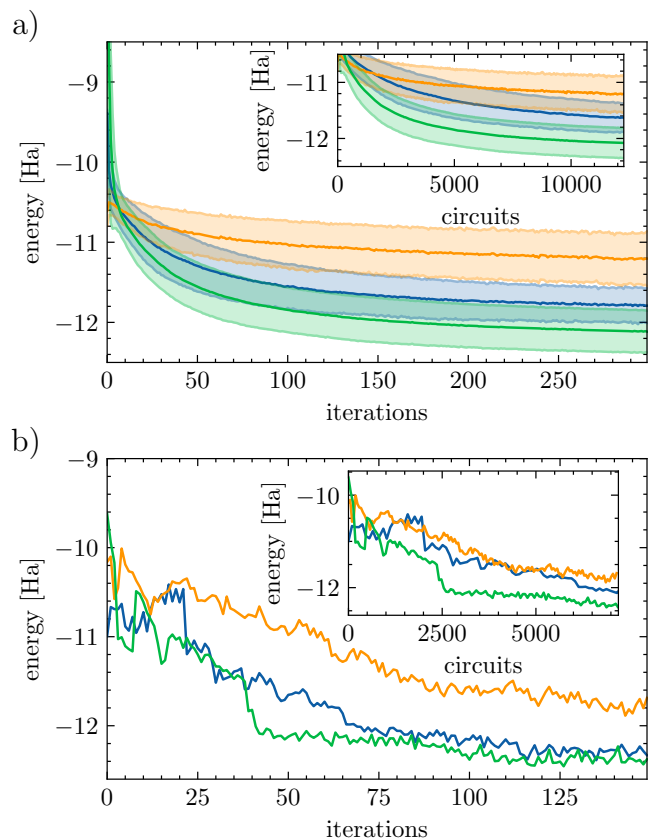 a)
energy [Ha]
−9
−10
−11
−12
0 50 100 150 200 250
iterations
energy [Ha]
−11
−12
0 5000 10000
circuits
b)
energy [Ha]
−9
−10
−11
−12
0 25 50 75 100 125
iterations
energy [Ha]
−10
−12
0 2500 5000
circuits